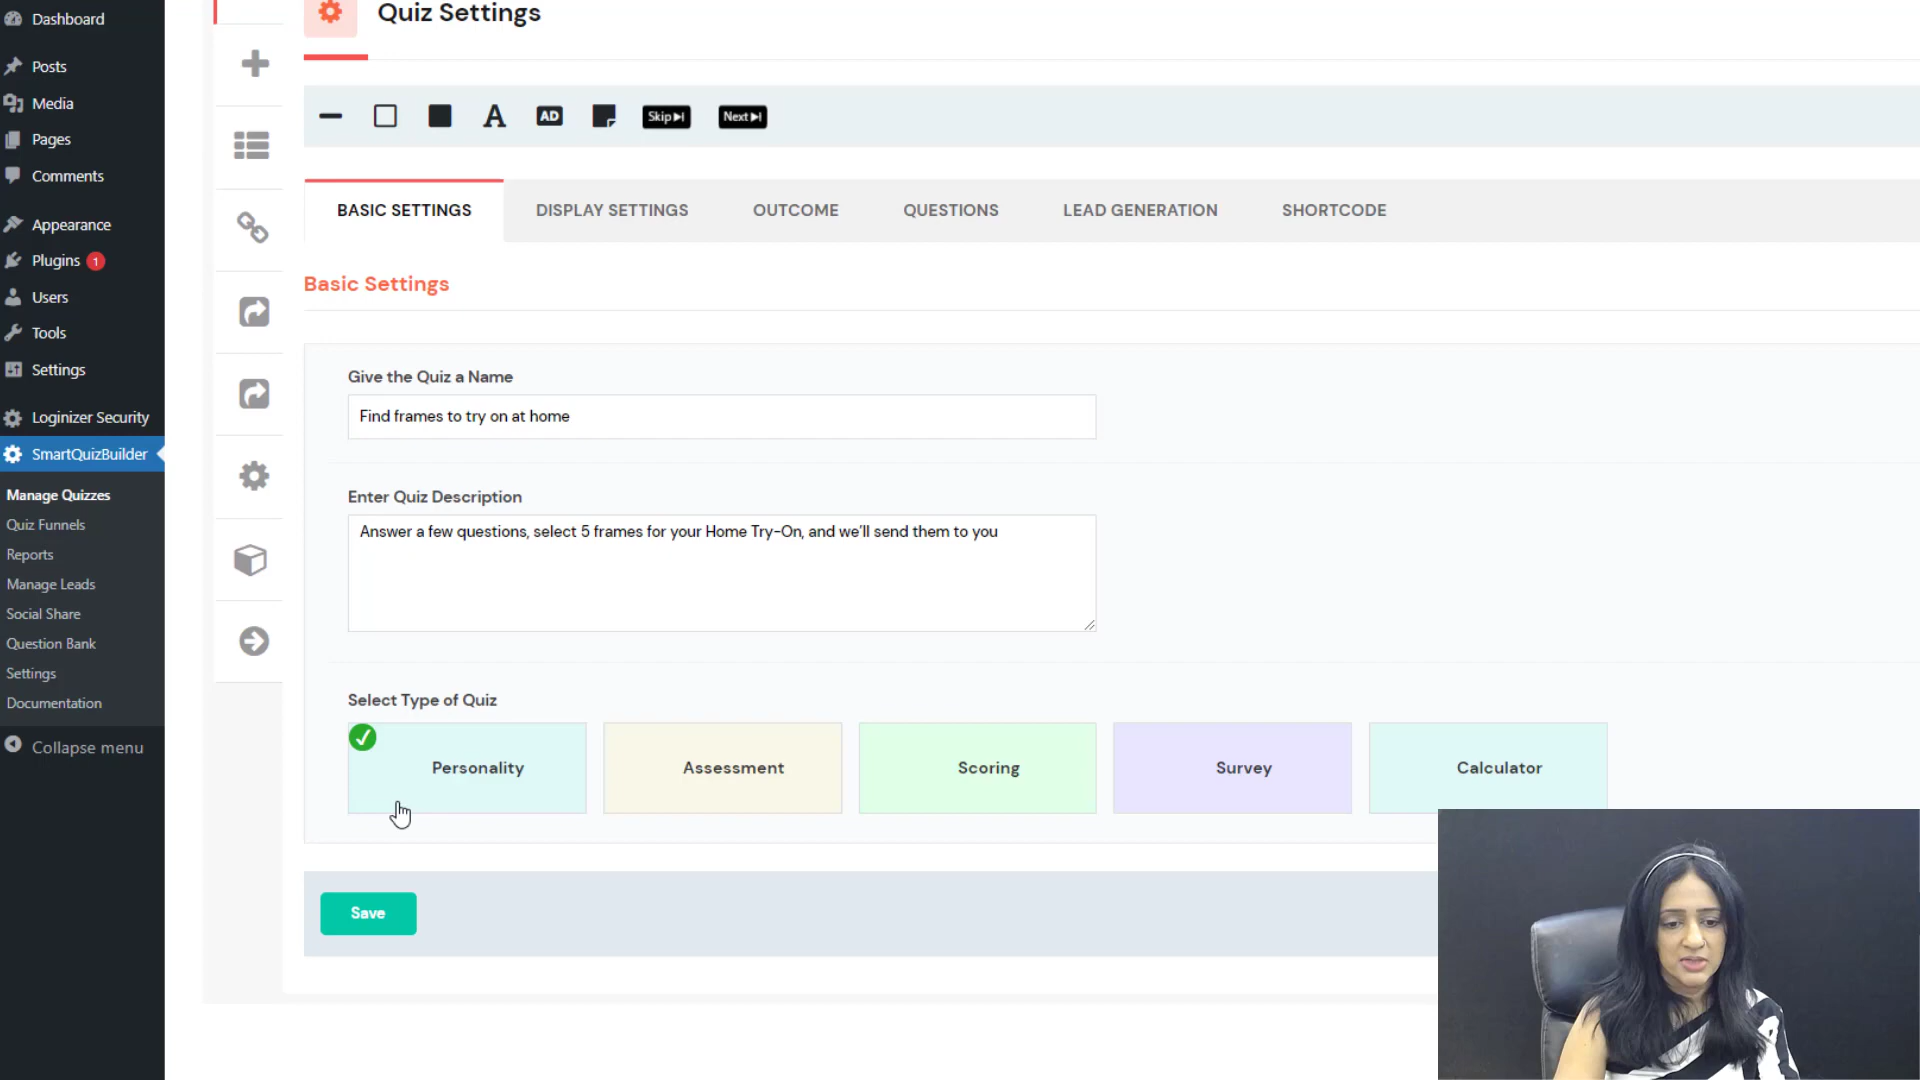 Dashboard
Posts
Media
Pages
Comments
Appearance
Plugins 1
Users
Tools
Settings
Loginizer Security
SmartQuizBuilder
Manage Quizzes
Quiz Funnels
Reports
Manage Leads
Social Share
Question Bank
Settings
Documentation
Collapse menu
Quiz Settings
A AD Skip Next
BASIC SETTINGS DISPLAY SETTINGS OUTCOME QUESTIONS LEAD GENERATION SHORTCODE
Basic Settings
Give the Quiz a Name
Find frames to try on at home
Enter Quiz Description
Answer a few questions, select 5 frames for your Home Try-On, and we'll send them to you
Select Type of Quiz
Personality Assessment Scoring Survey Calculator
Save